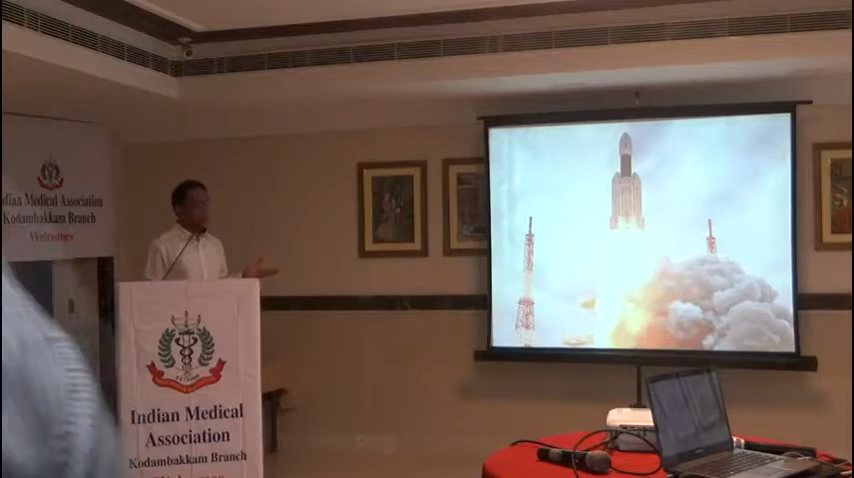 Indian Medical Association
Kodambakkam Branch
Welcomes
Indian Medical
Association
Kodambakkam Branch